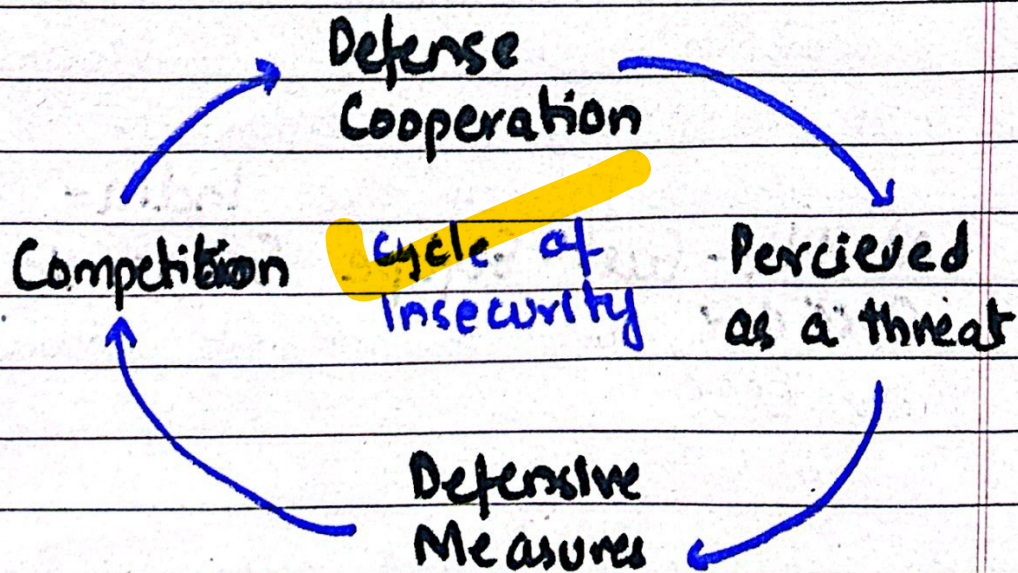 Defense
Cooperation
Competition
Cycle of
Insecurity
Percieved
as a threat
Defensive
Measures